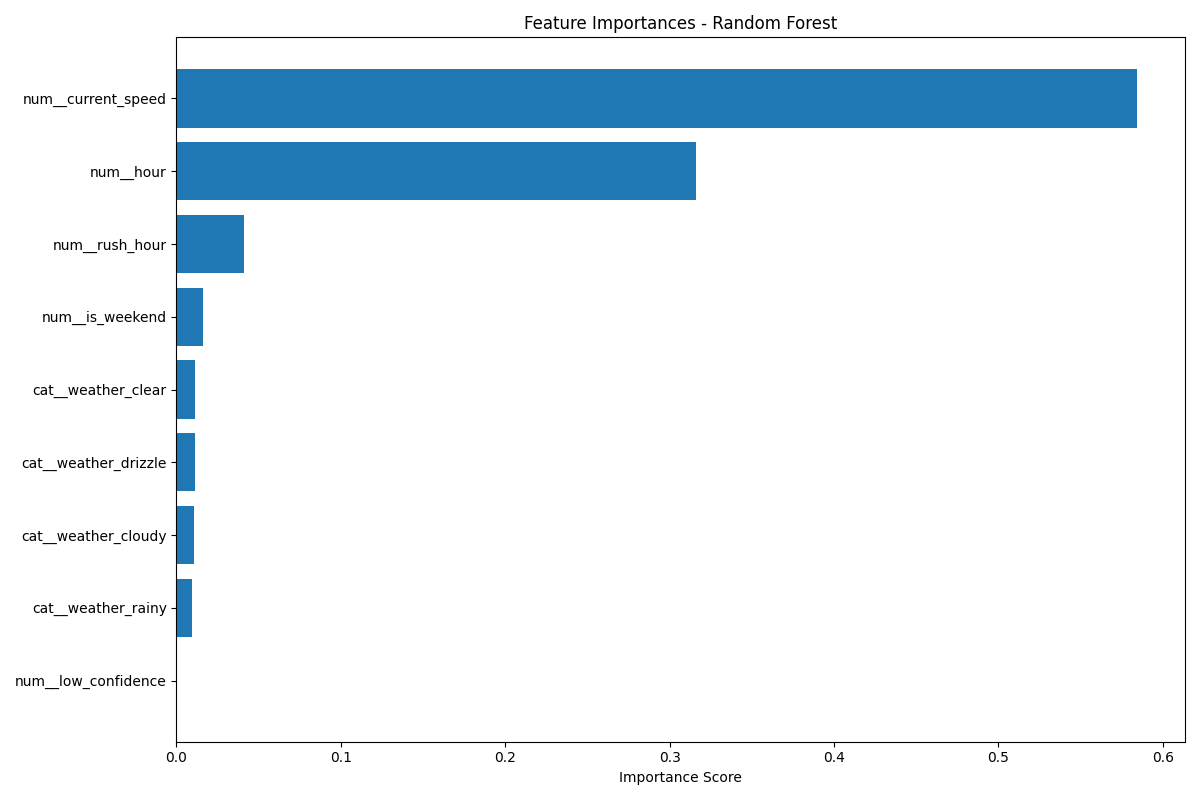 Feature Importances - Random Forest
num__current_speed
num__hour
num__rush_hour
num__is_weekend
cat__weather_clear
cat__weather_drizzle
cat__weather_cloudy
cat__weather_rainy
num__low_confidence
0.0 0.1 0.2 0.3 0.4 0.5 0.6
Importance Score